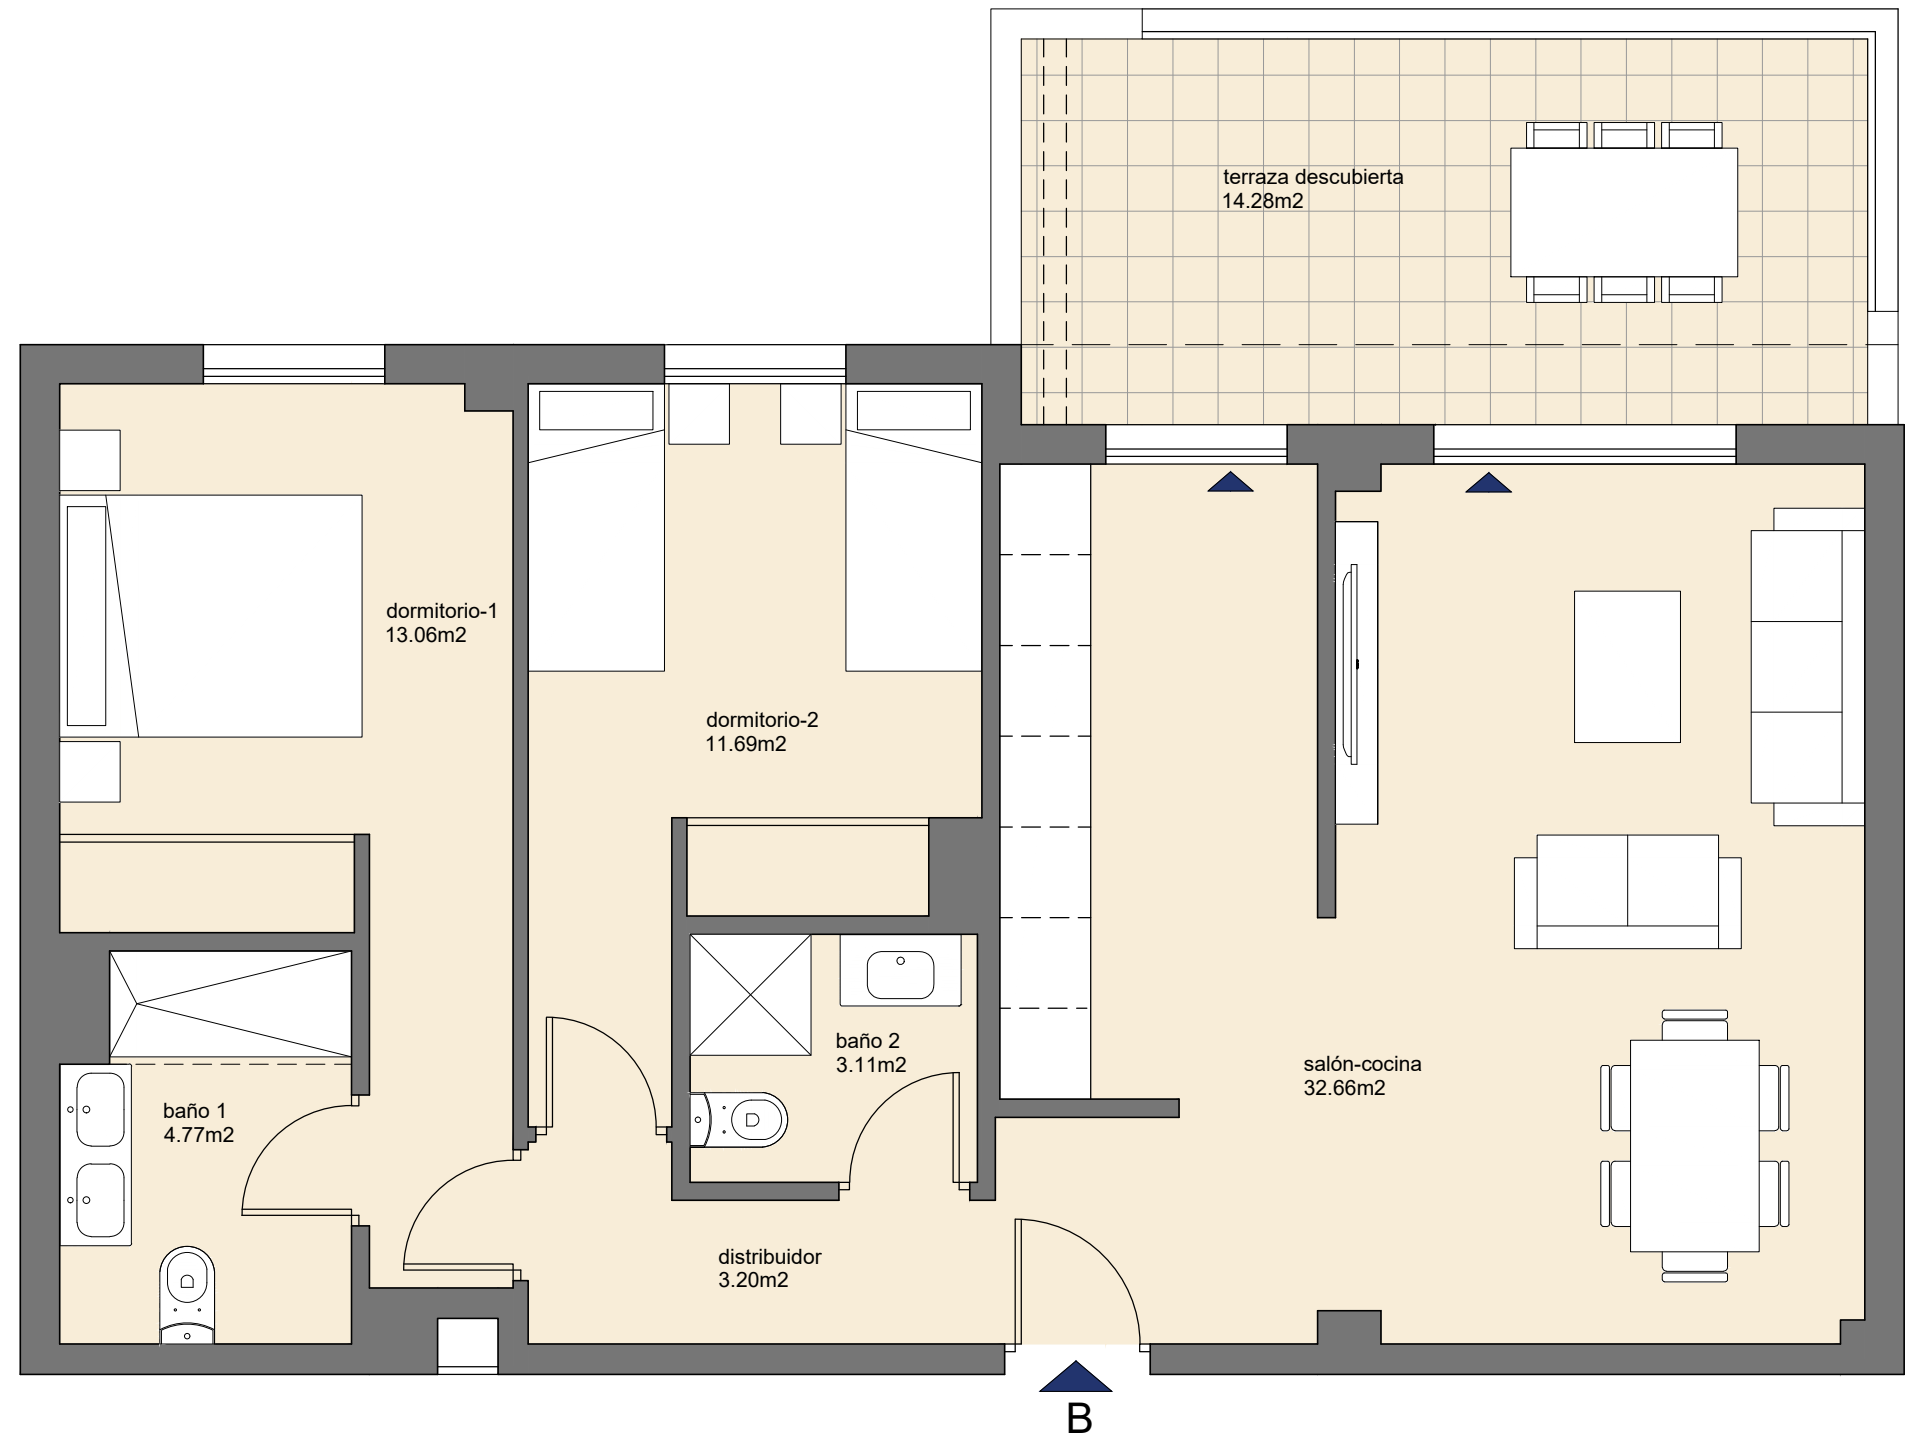 terraza descubierta
14.28m2
dormitorio-1
13.06m2
dormitorio-2
11.69m2
baño 2
3.11m2
salón-cocina
32.66m2
baño 1
4.77m2
distribuidor
3.20m2
B